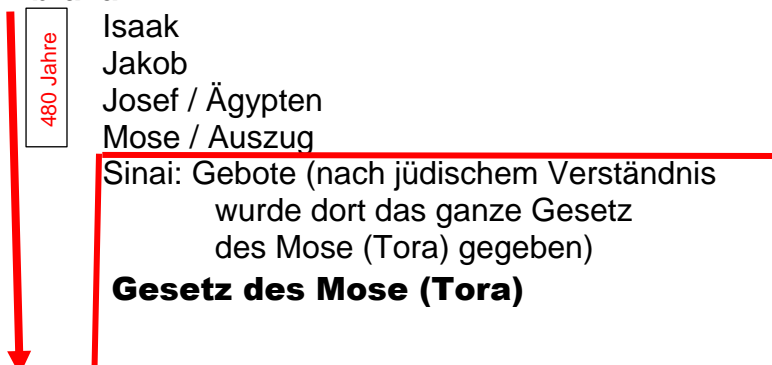 480 Jahre
Isaak
Jakob
Josef / Ägypten
Mose / Auszug
Sinai: Gebote (nach jüdischem Verständnis
wurde dort das ganze Gesetz
des Mose (Tora) gegeben)
Gesetz des Mose (Tora)